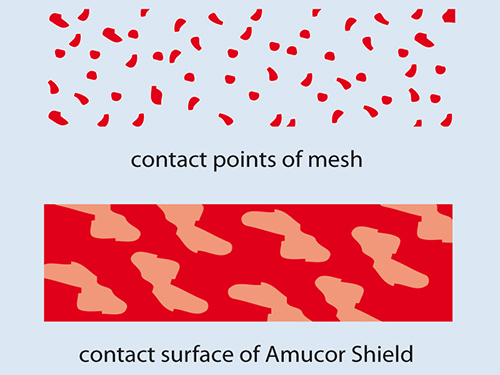 contact points of mesh
contact surface of Amucor Shield